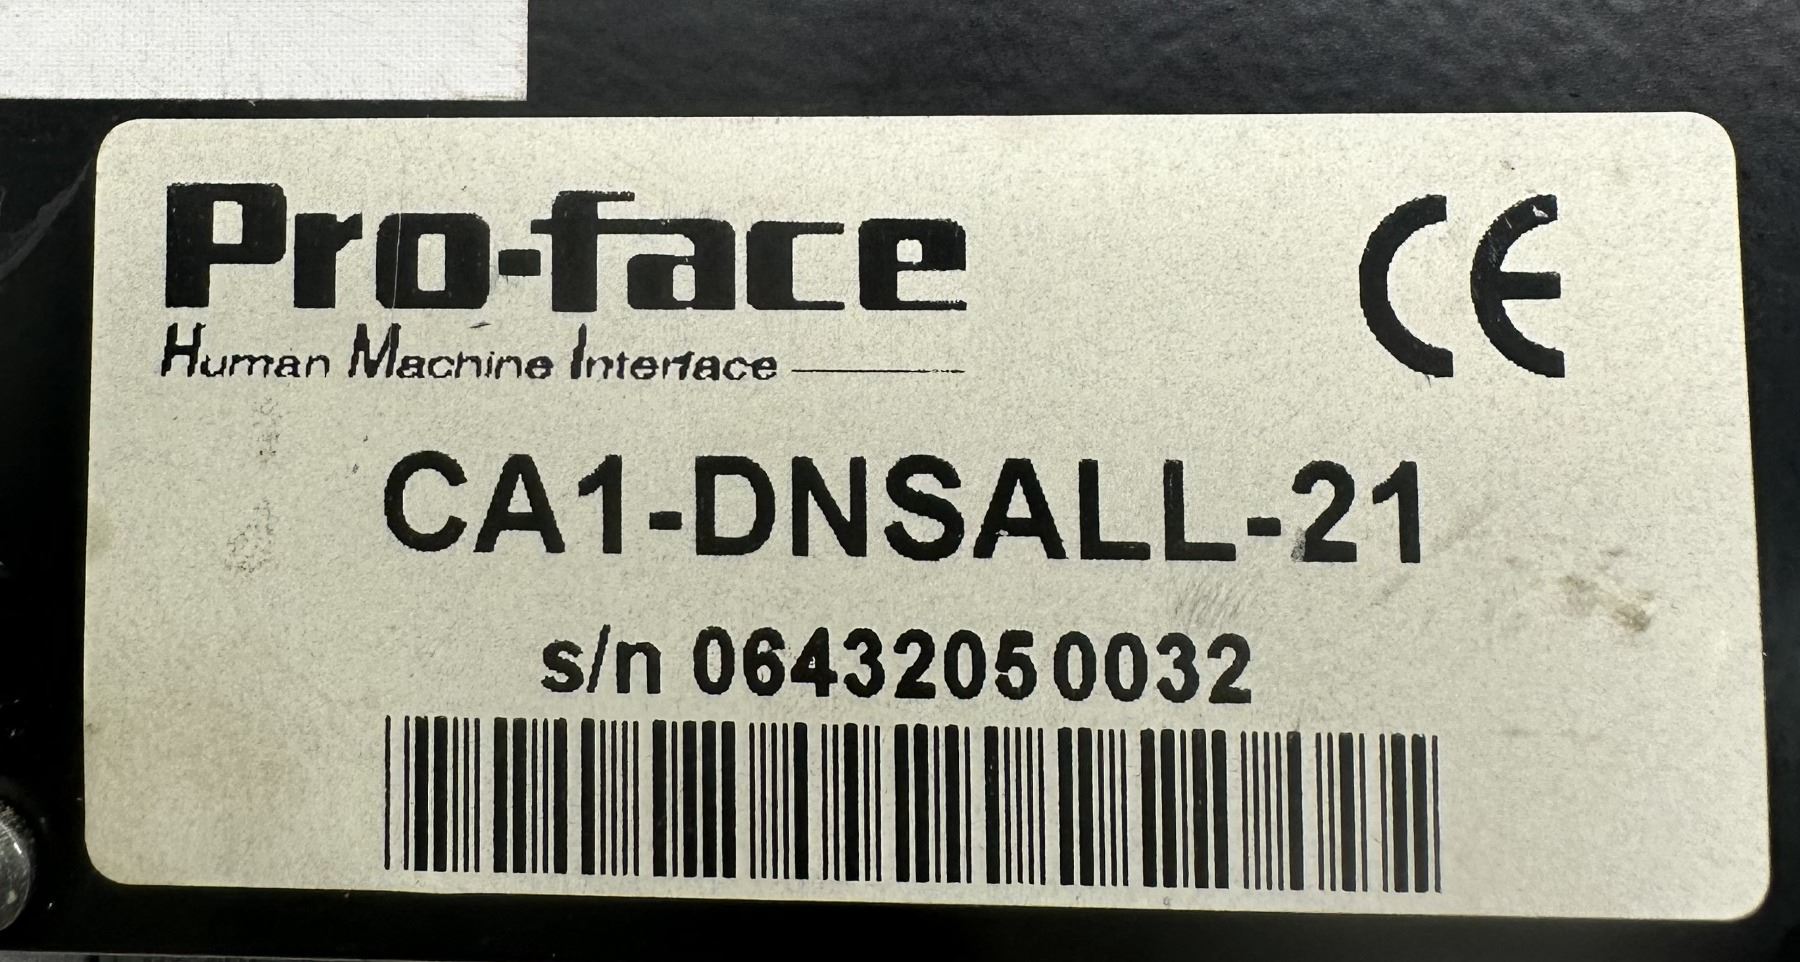 Pro-face
Human Machine Interface
CE
CA1-DNSALL-21
s/n 06432050032